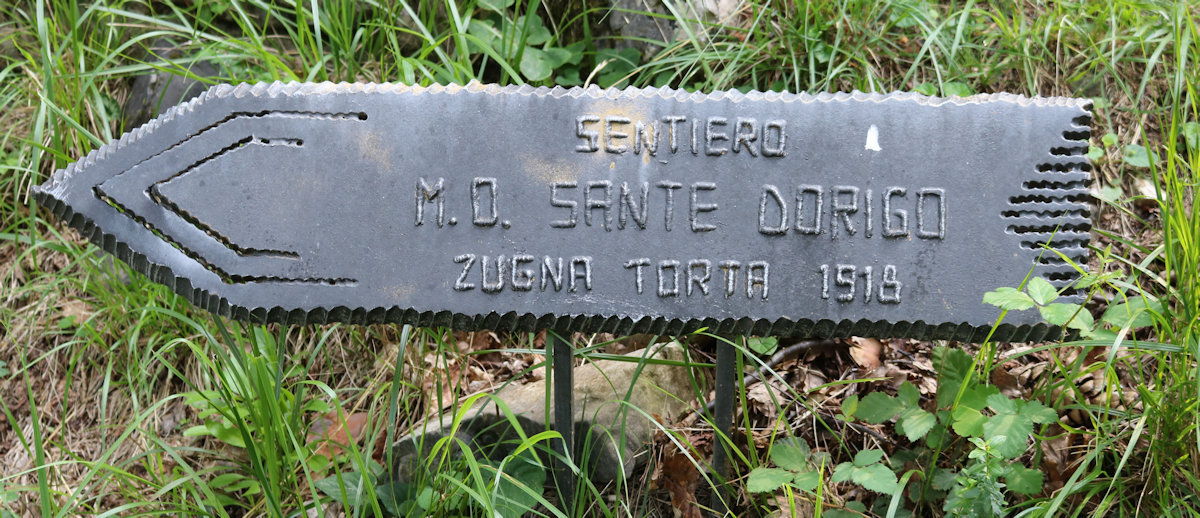 SENTIERO
M.O. SANTE DORIGO
ZUGNA TORTA 1918